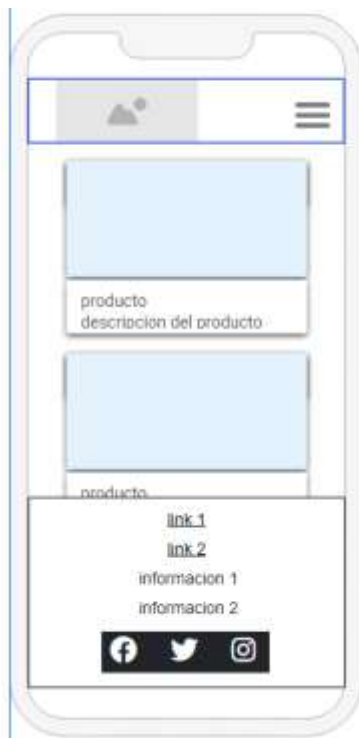 producto
descripcion del producto
producto
link 1
link 2
informacion 1
informacion 2